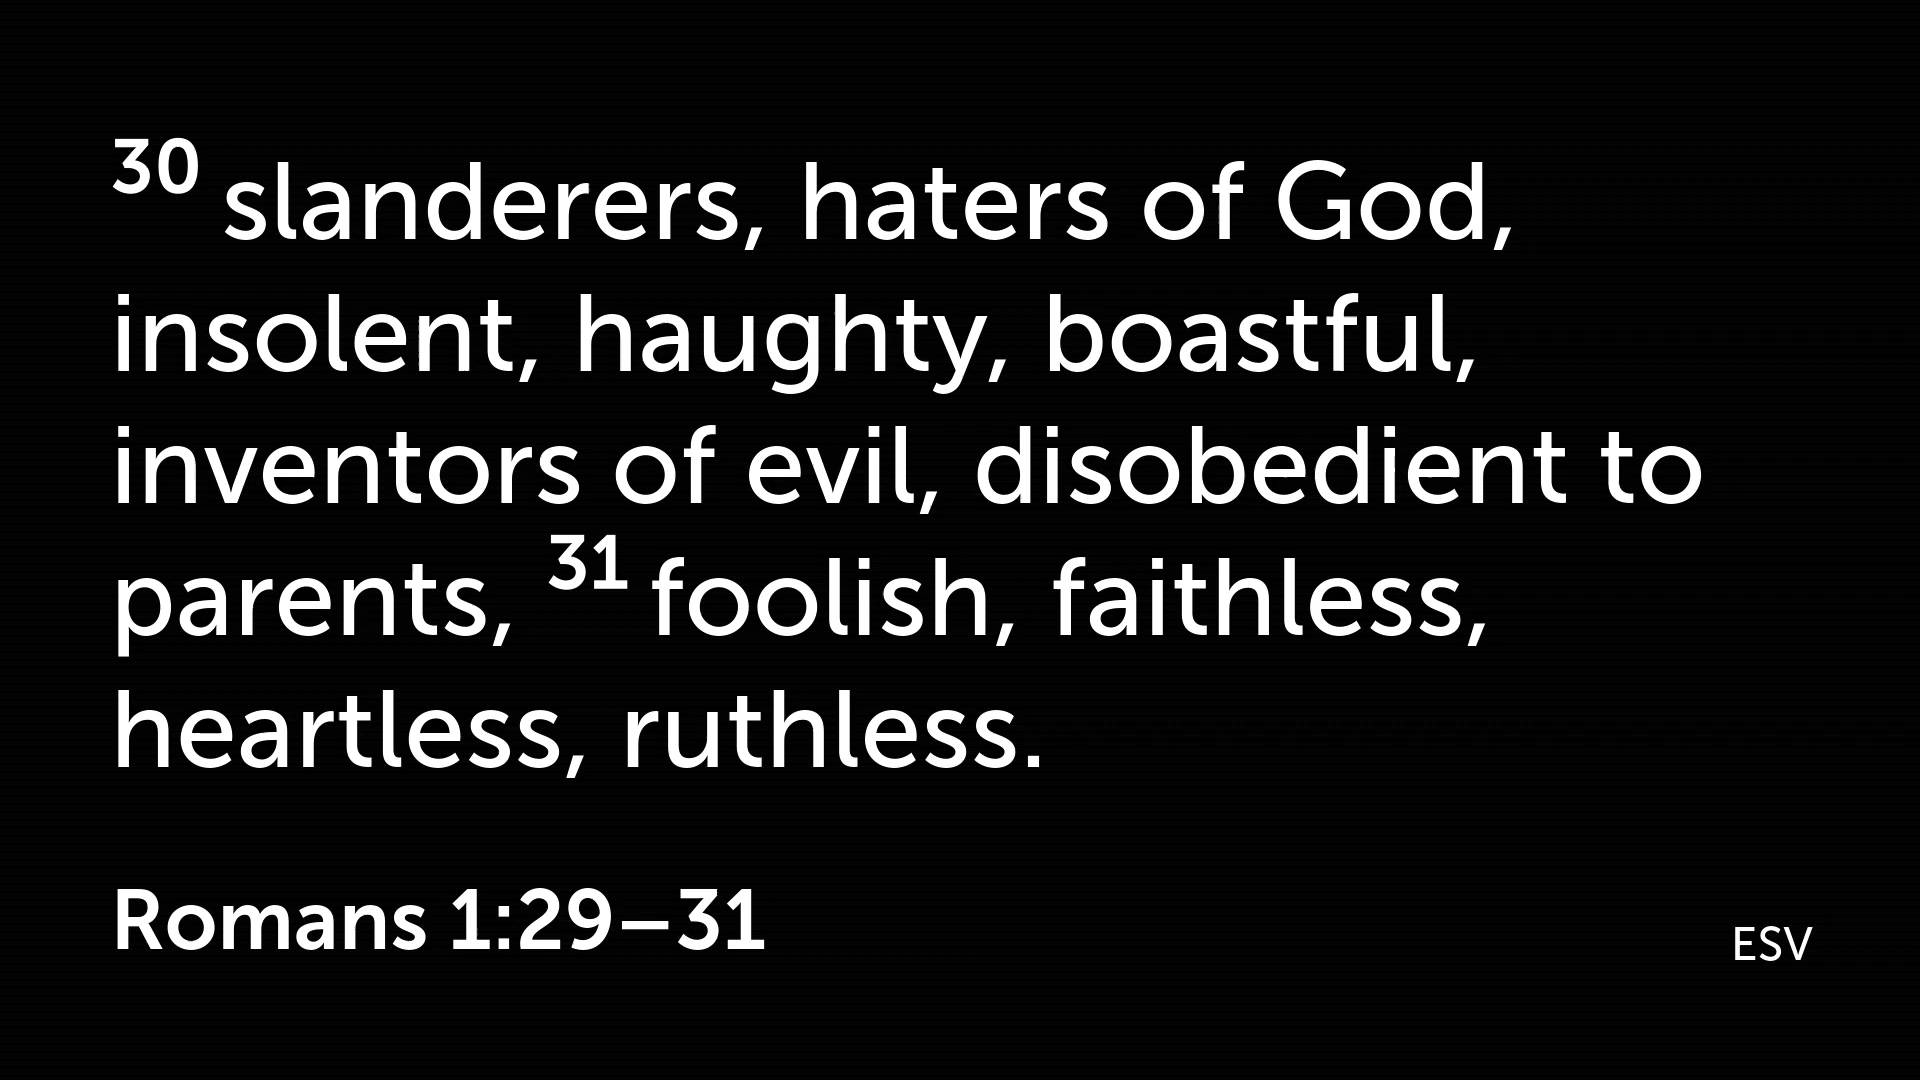 30 slanderers, haters of God,
insolent, haughty, boastful,
inventors of evil, disobedient to
parents, 31 foolish, faithless,
heartless, ruthless.
Romans 1:29–31
ESV